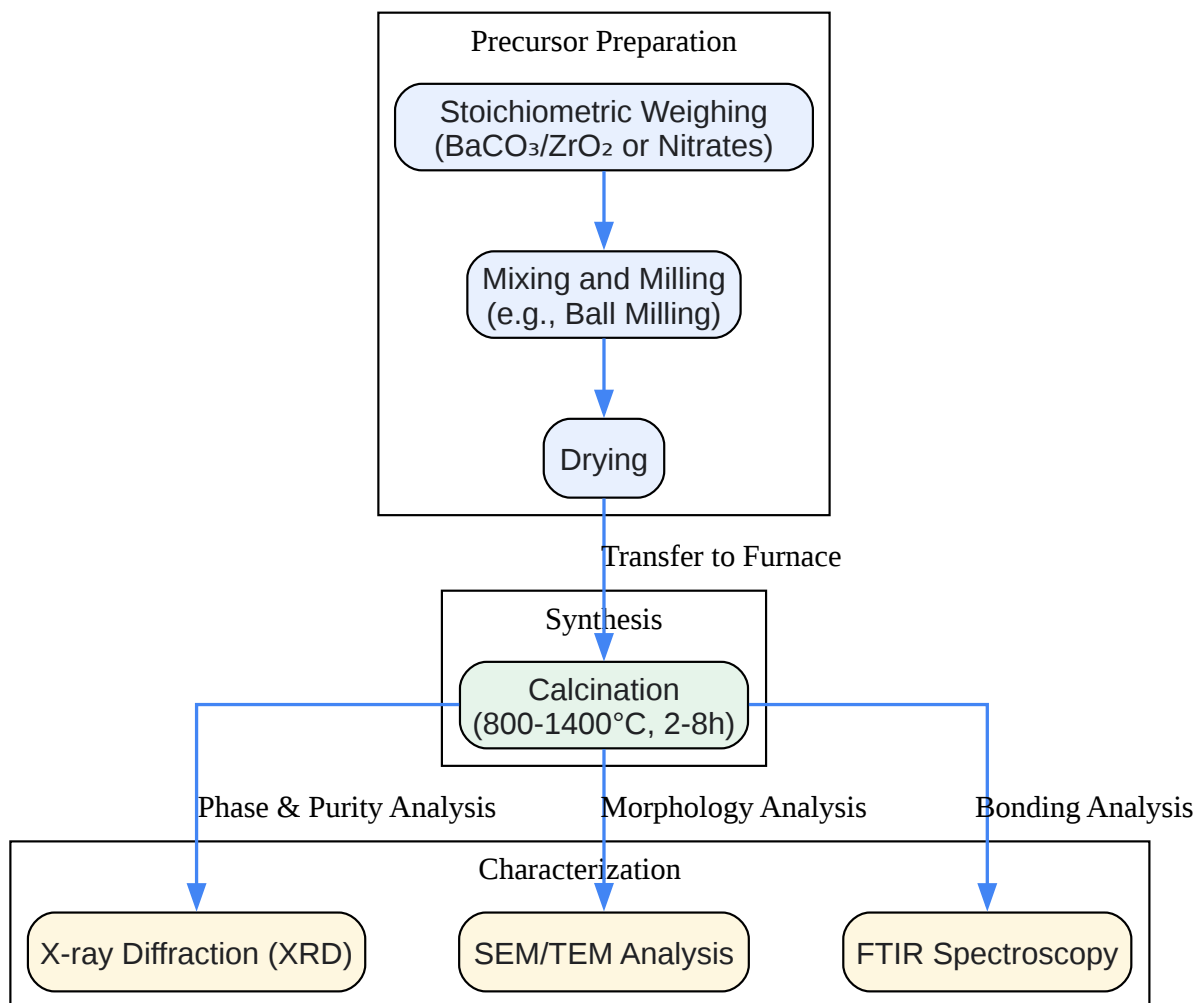 Precursor Preparation
Stoichiometric Weighing
(BaCO₃/ZrO₂ or Nitrates)
Mixing and Milling
(e.g., Ball Milling)
Drying
Transfer to Furnace
Synthesis
Calcination
(800-1400°C, 2-8h)
Phase & Purity Analysis
Morphology Analysis
Bonding Analysis
Characterization
X-ray Diffraction (XRD)
SEM/TEM Analysis
FTIR Spectroscopy